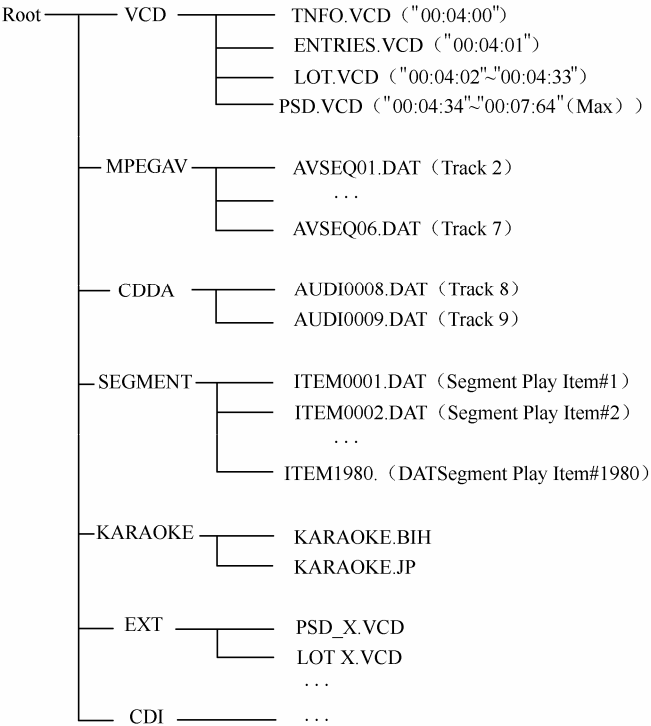 Root VCD TNFO.VCD（"00:04:00"）
ENTRIES.VCD（"00:04:01"）
LOT.VCD（"00:04:02"~"00:04:33"）
PSD.VCD（"00:04:34"~"00:07:64"（Max））
MPEGAV AVSEQ01.DAT（Track 2）
···
AVSEQ06.DAT（Track 7）
CDDA AUDI0008.DAT（Track 8）
AUDI0009.DAT（Track 9）
SEGMENT ITEM0001.DAT（Segment Play Item#1）
ITEM0002.DAT（Segment Play Item#2）
···
ITEM1980.（DATSegment Play Item#1980）
KARAOKE KARAOKE.BIH
KARAOKE.JP
EXT PSD_X.VCD
LOT X.VCD
···
CDI ···